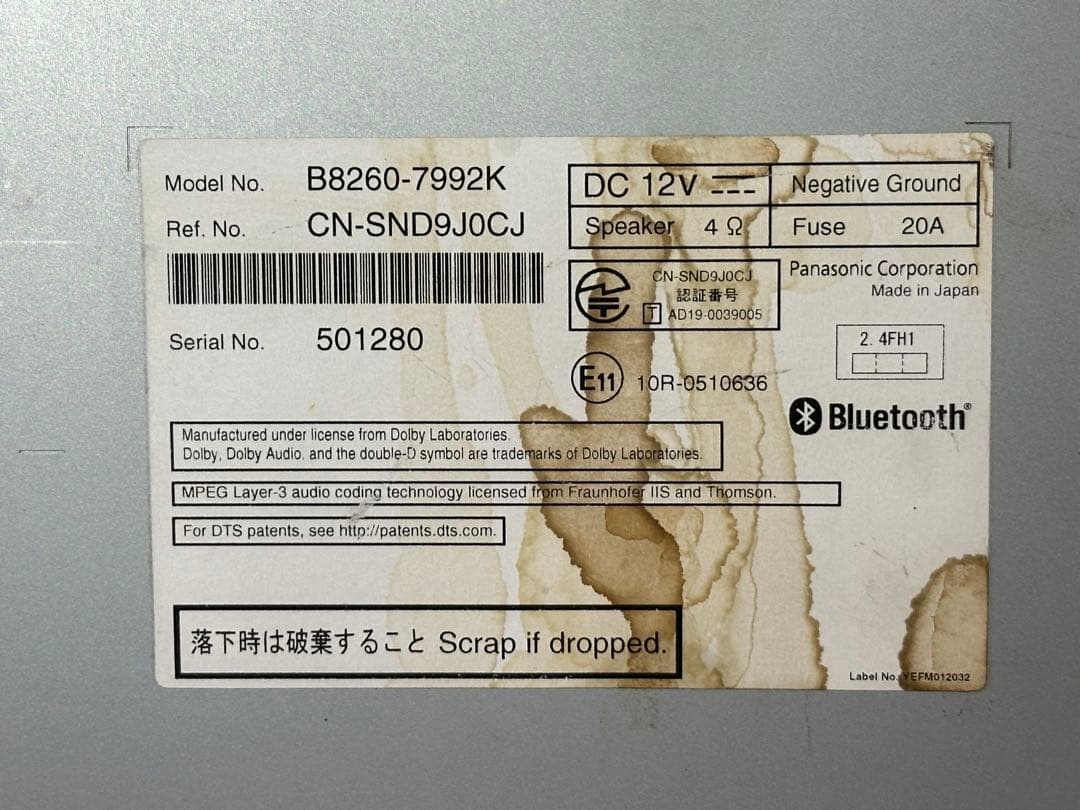 Model No. B8260-7992K
Ref. No. CN-SND9J0CJ
Serial No. 501280
DC 12V Negative Ground
Speaker 4 Ω Fuse 20A
CN-SND9J0CJ
認証番号
T AD19-0039005
Panasonic Corporation
Made in Japan
2.4FH1
E11 10R-0510636
Bluetooth®
Manufactured under license from Dolby Laboratories.
Dolby, Dolby Audio, and the double-D symbol are trademarks of Dolby Laboratories.
MPEG Layer-3 audio coding technology licensed from Fraunhofer IIS and Thomson.
For DTS patents, see http://patents.dts.com.
落下時は破棄すること Scrap if dropped.
Label No. YEFM012032